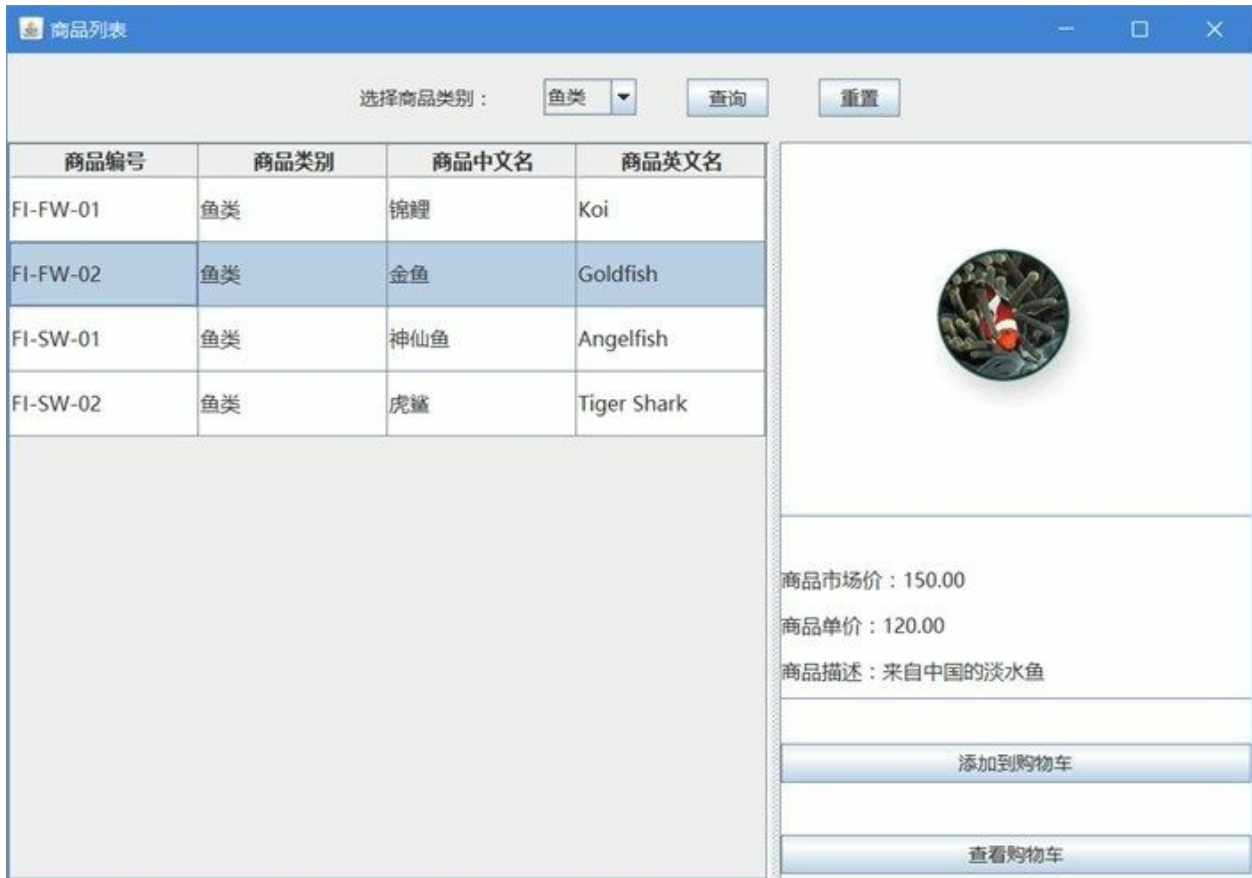 商品列表
选择商品类别： 鱼类 查询 重置
商品编号 商品类别 商品中文名 商品英文名
FI-FW-01 鱼类 锦鲤 Koi
FI-FW-02 鱼类 金鱼 Goldfish
FI-SW-01 鱼类 神仙鱼 Angelfish
FI-SW-02 鱼类 虎鲨 Tiger Shark
商品市场价：150.00
商品单价：120.00
商品描述：来自中国的淡水鱼
添加到购物车
查看购物车